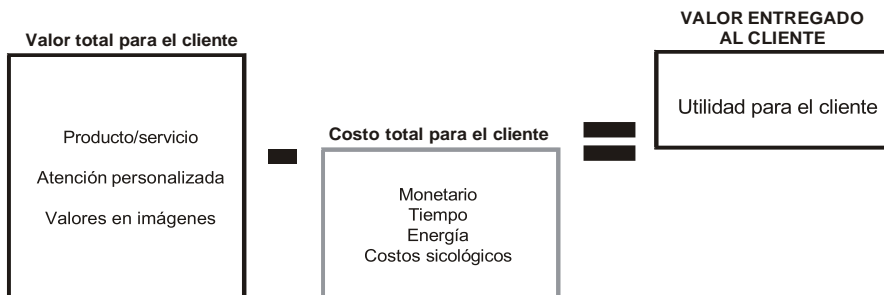 Valor total para el cliente
Producto/servicio
Atención personalizada
Valores en imágenes
Costo total para el cliente
Monetario
Tiempo
Energía
Costos sicológicos
VALOR ENTREGADO
AL CLIENTE
Utilidad para el cliente